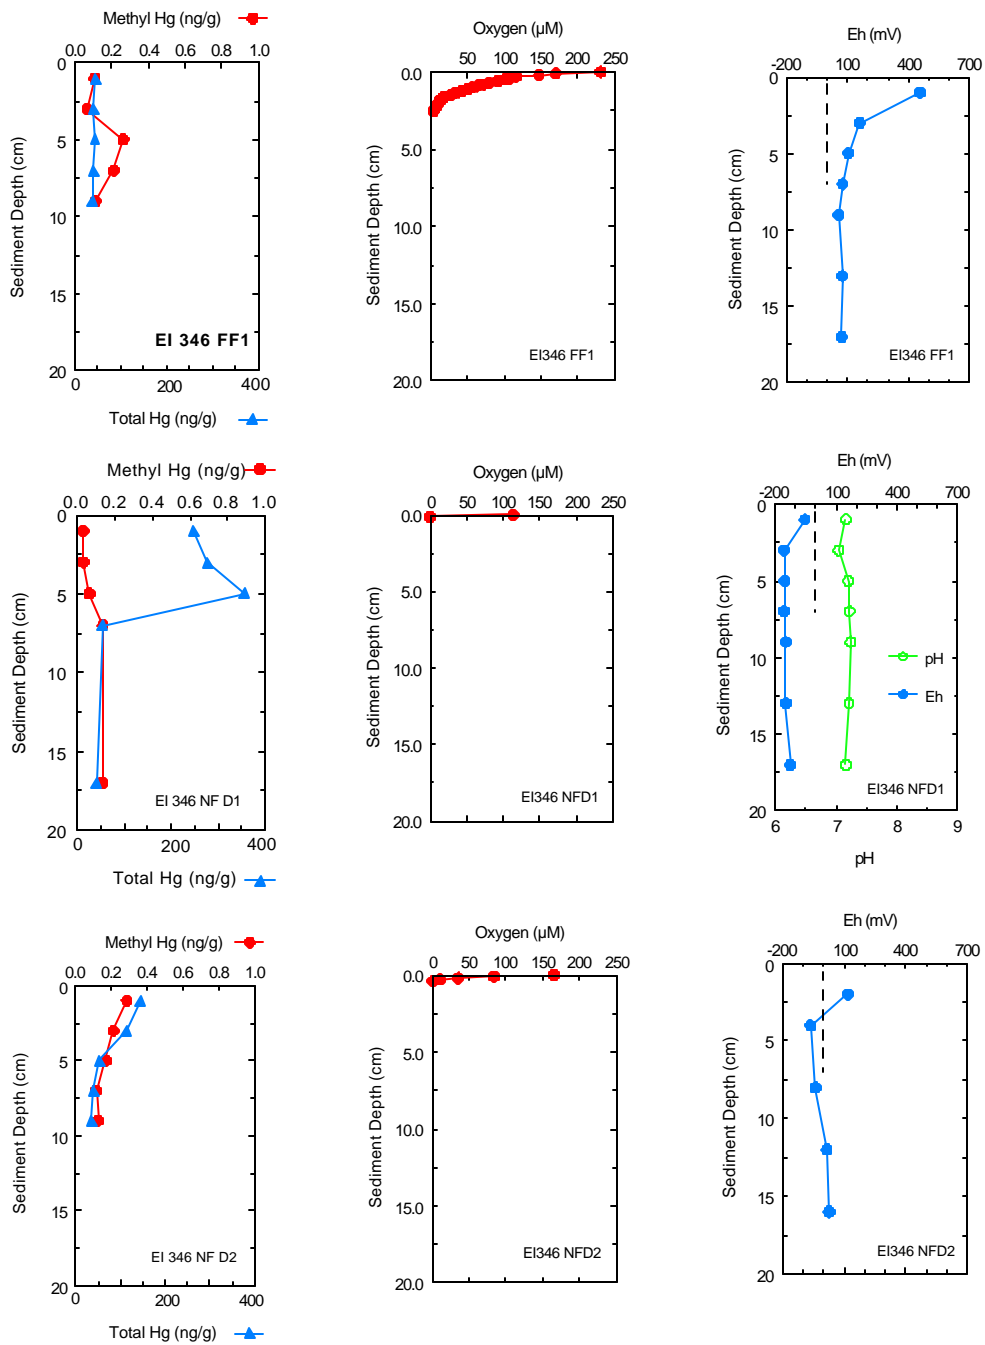 Methyl Hg (ng/g)
0.0 0.2 0.4 0.6 0.8 1.0
0
5
10
15
20
Sediment Depth (cm)
EI 346 FF1
0 200 400
Total Hg (ng/g)
Oxygen (µM)
50 100 150 200 250
0.0
5.0
10.0
15.0
20.0
Sediment Depth (cm)
EI346 FF1
Eh (mV)
-200 100 400 700
0
5
10
15
20
Sediment Depth (cm)
EI346 FF1
Methyl Hg (ng/g)
0.0 0.2 0.4 0.6 0.8 1.0
0
5
10
15
20
Sediment Depth (cm)
EI 346 NF D1
0 200 400
Total Hg (ng/g)
Oxygen (µM)
0 50 100 150 200 250
0.0
5.0
10.0
15.0
20.0
Sediment Depth (cm)
EI346 NFD1
Eh (mV)
-200 100 400 700
0
5
10
15
20
Sediment Depth (cm)
pH
Eh
EI346 NFD1
6 7 8 9
pH
Methyl Hg (ng/g)
0.0 0.2 0.4 0.6 0.8 1.0
0
5
10
15
20
Sediment Depth (cm)
EI 346 NF D2
0 200 400
Total Hg (ng/g)
Oxygen (µM)
0 50 100 150 200 250
0.0
5.0
10.0
15.0
20.0
Sediment Depth (cm)
EI346 NFD2
Eh (mV)
-200 100 400 700
0
5
10
15
20
Sediment Depth (cm)
EI346 NFD2